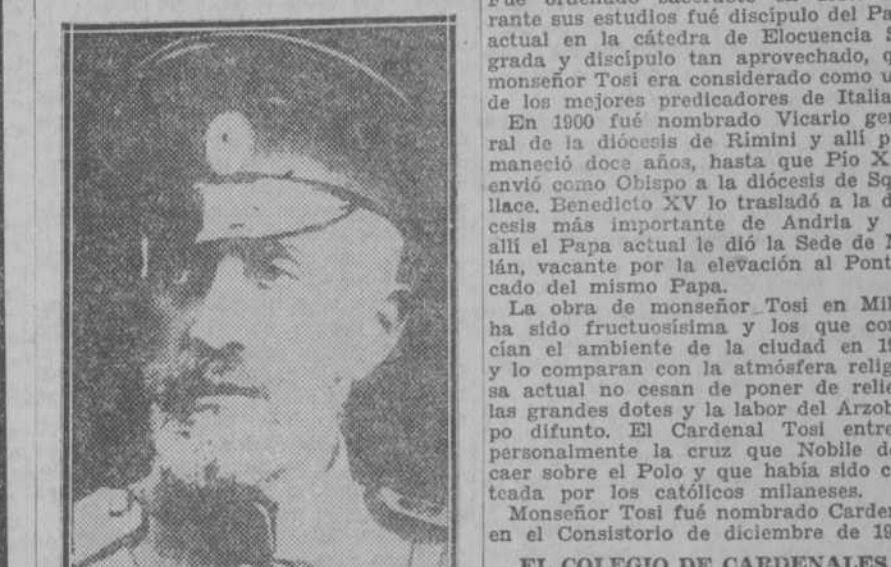 rante sus estudios fué discípulo del Pa
actual en la cátedra de Elocuencia S
grada y discípulo tan aprovechado, q
monseñor Tosi era considerado como u
de los mejores predicadores de Italia
En 1900 fué nombrado Vicario gen
ral de la diócesis de Rimini y allí p
maneció doce años, hasta que Pío X
envió como Obispo a la diócesis de Sq
llace. Benedicto XV lo trasladó a la d
cesis más importante de Andria y
allí el Papa actual le dió la Sede de M
lán, vacante por la elevación al Pont
cado del mismo Papa.
La obra de monseñor Tosi en Mil
ha sido fructuosísima y los que con
cían el ambiente de la ciudad en 19
y lo comparan con la atmósfera relig
sa actual no cesan de poner de relie
las grandes dotes y la labor del Arzob
po difunto. El Cardenal Tosi entre
personalmente la cruz que Nobile de
caer sobre el Polo y que había sido c
teada por los católicos milaneses.
Monseñor Tosi fué nombrado Carden
en el Consistorio de diciembre de 19
EL COLEGIO DE CARDENALES